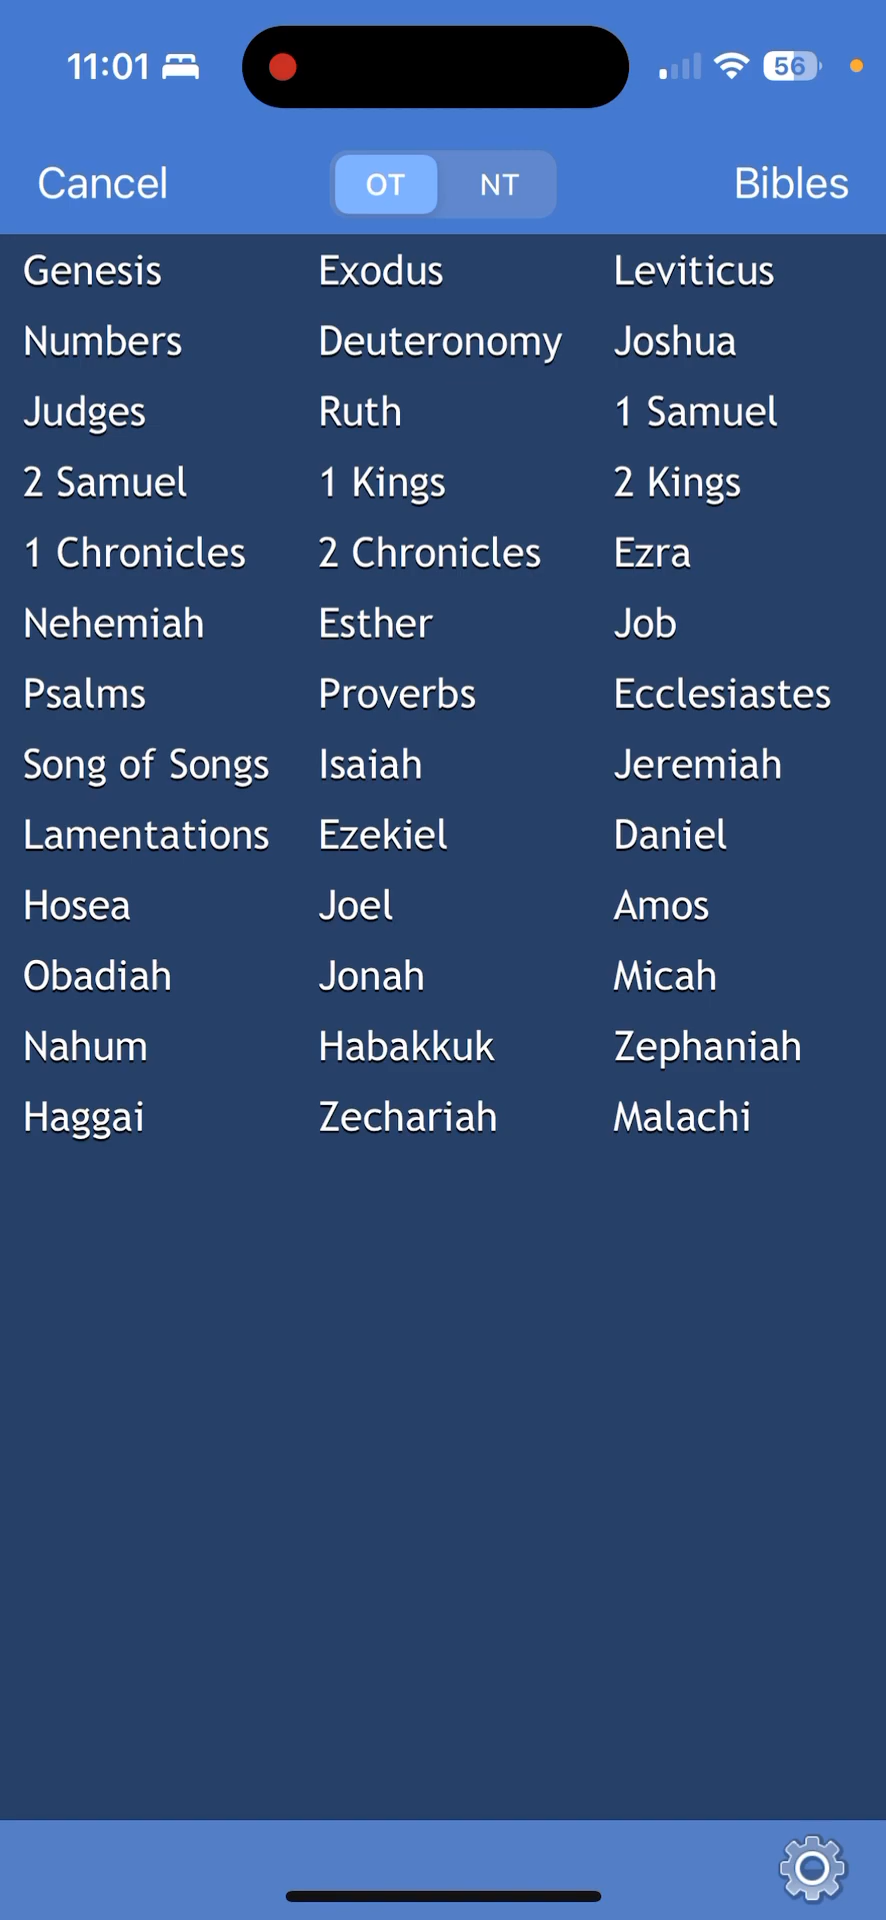 11:01 56
Cancel OT NT Bibles
Genesis Exodus Leviticus
Numbers Deuteronomy Joshua
Judges Ruth 1 Samuel
2 Samuel 1 Kings 2 Kings
1 Chronicles 2 Chronicles Ezra
Nehemiah Esther Job
Psalms Proverbs Ecclesiastes
Song of Songs Isaiah Jeremiah
Lamentations Ezekiel Daniel
Hosea Joel Amos
Obadiah Jonah Micah
Nahum Habakkuk Zephaniah
Haggai Zechariah Malachi